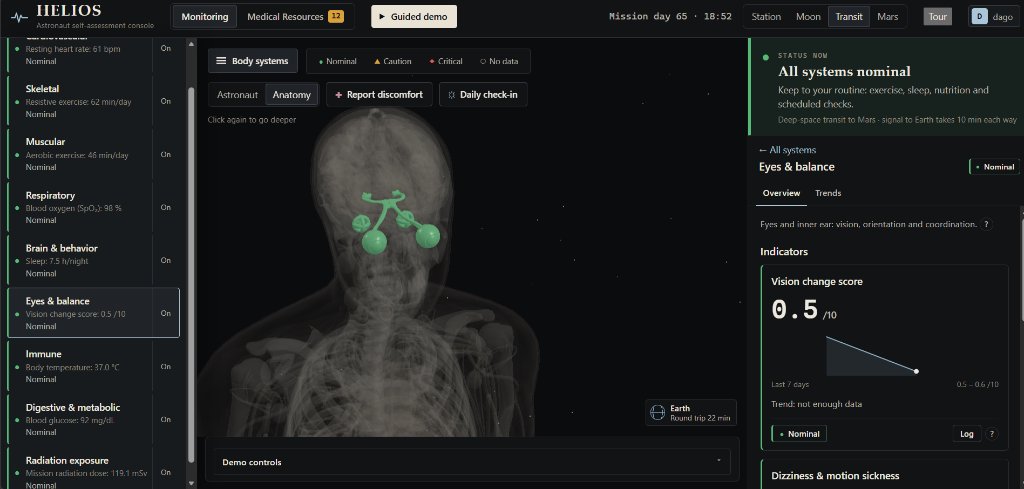 HELIOS
Astronaut self-assessment console
Monitoring
Medical Resources 12
Guided demo
Mission day 65 · 18:52
Station
Moon
Transit
Mars
Tour
D dago
Cardiovascular
Resting heart rate: 61 bpm
Nominal
On
Skeletal
Resistive exercise: 62 min/day
Nominal
On
Muscular
Aerobic exercise: 46 min/day
Nominal
On
Respiratory
Blood oxygen (SpO₂): 98 %
Nominal
On
Brain & behavior
Sleep: 7.5 h/night
Nominal
On
Eyes & balance
Vision change score: 0.5 /10
Nominal
On
Immune
Body temperature: 37.0 °C
Nominal
On
Digestive & metabolic
Blood glucose: 92 mg/dL
Nominal
On
Radiation exposure
Mission radiation dose: 119.1 mSv
Nominal
On
Body systems
Nominal
Caution
Critical
No data
Astronaut
Anatomy
Report discomfort
Daily check-in
Click again to go deeper
Earth
Round trip 22 min
Demo controls
STATUS NOW
All systems nominal
Keep to your routine: exercise, sleep, nutrition and
scheduled checks.
Deep-space transit to Mars · signal to Earth takes 10 min each way
← All systems
Eyes & balance
Nominal
Overview
Trends
Eyes and inner ear: vision, orientation and coordination. ?
Indicators
Vision change score
0.5 /10
Last 7 days
0.5 – 0.6 /10
Trend: not enough data
Nominal
Log
?
Dizziness & motion sickness